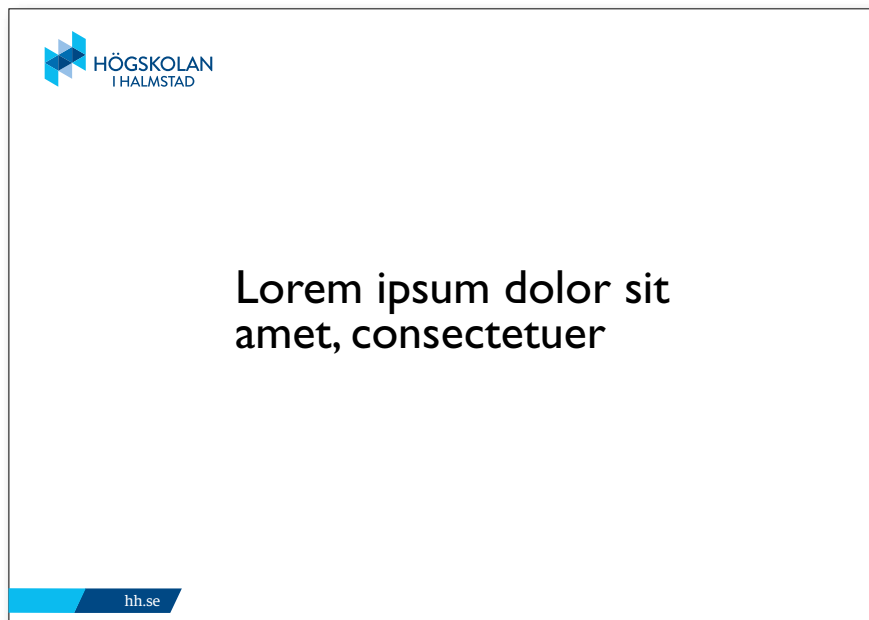 HÖGSKOLAN
I HALMSTAD
Lorem ipsum dolor sit
amet, consectetuer
hh.se